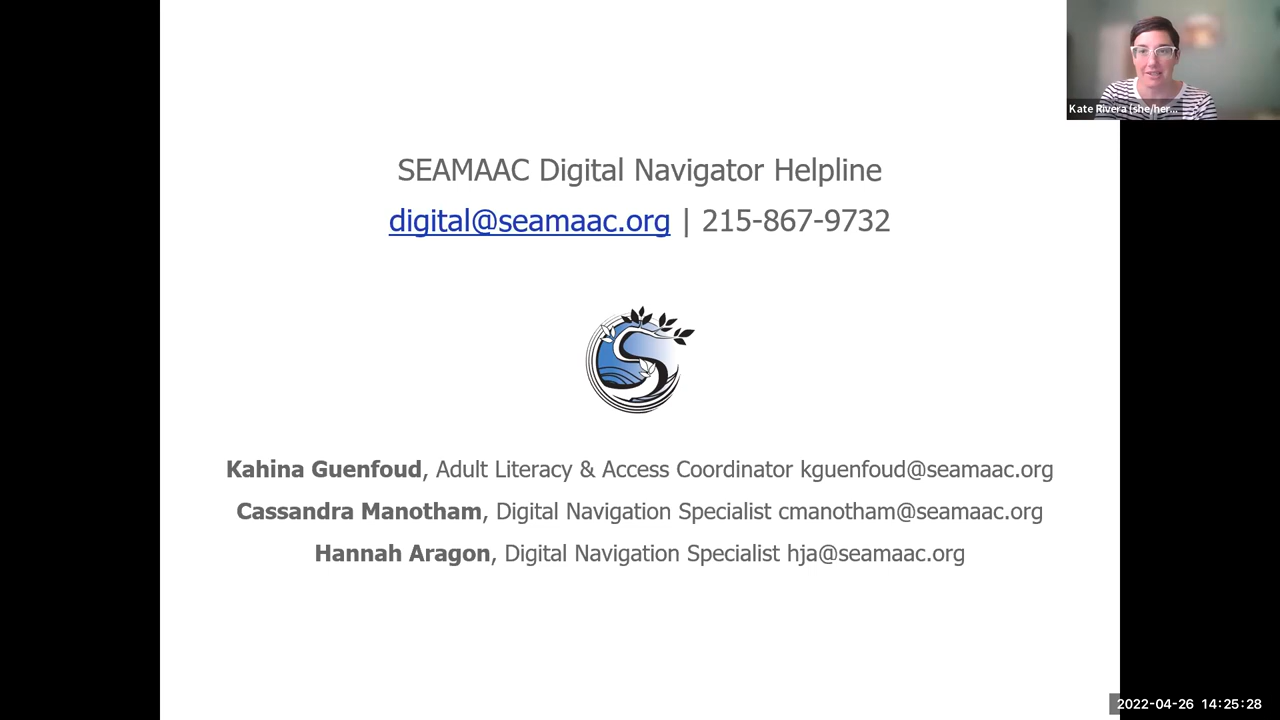 Kate Rivera (she/her...
SEAMAAC Digital Navigator Helpline
digital@seamaac.org | 215-867-9732
Kahina Guenfoud, Adult Literacy & Access Coordinator kguenfoud@seamaac.org
Cassandra Manotham, Digital Navigation Specialist cmanotham@seamaac.org
Hannah Aragon, Digital Navigation Specialist hja@seamaac.org
2022-04-26 14:25:28